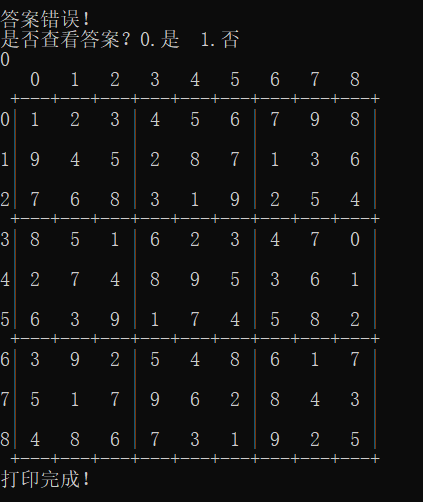 答案错误!
是否查看答案? 0.是  1.否
0
    0   1   2   3   4   5   6   7   8
  +---+---+---+---+---+---+---+---+---+
0| 1   2   3 | 4   5   6 | 7   9   8 |
1| 9   4   5 | 2   8   7 | 1   3   6 |
2| 7   6   8 | 3   1   9 | 2   5   4 |
  +---+---+---+---+---+---+---+---+---+
3| 8   5   1 | 6   2   3 | 4   7   0 |
4| 2   7   4 | 8   9   5 | 3   6   1 |
5| 6   3   9 | 1   7   4 | 5   8   2 |
  +---+---+---+---+---+---+---+---+---+
6| 3   9   2 | 5   4   8 | 6   1   7 |
7| 5   1   7 | 9   6   2 | 8   4   3 |
8| 4   8   6 | 7   3   1 | 9   2   5 |
  +---+---+---+---+---+---+---+---+---+
打印完成!